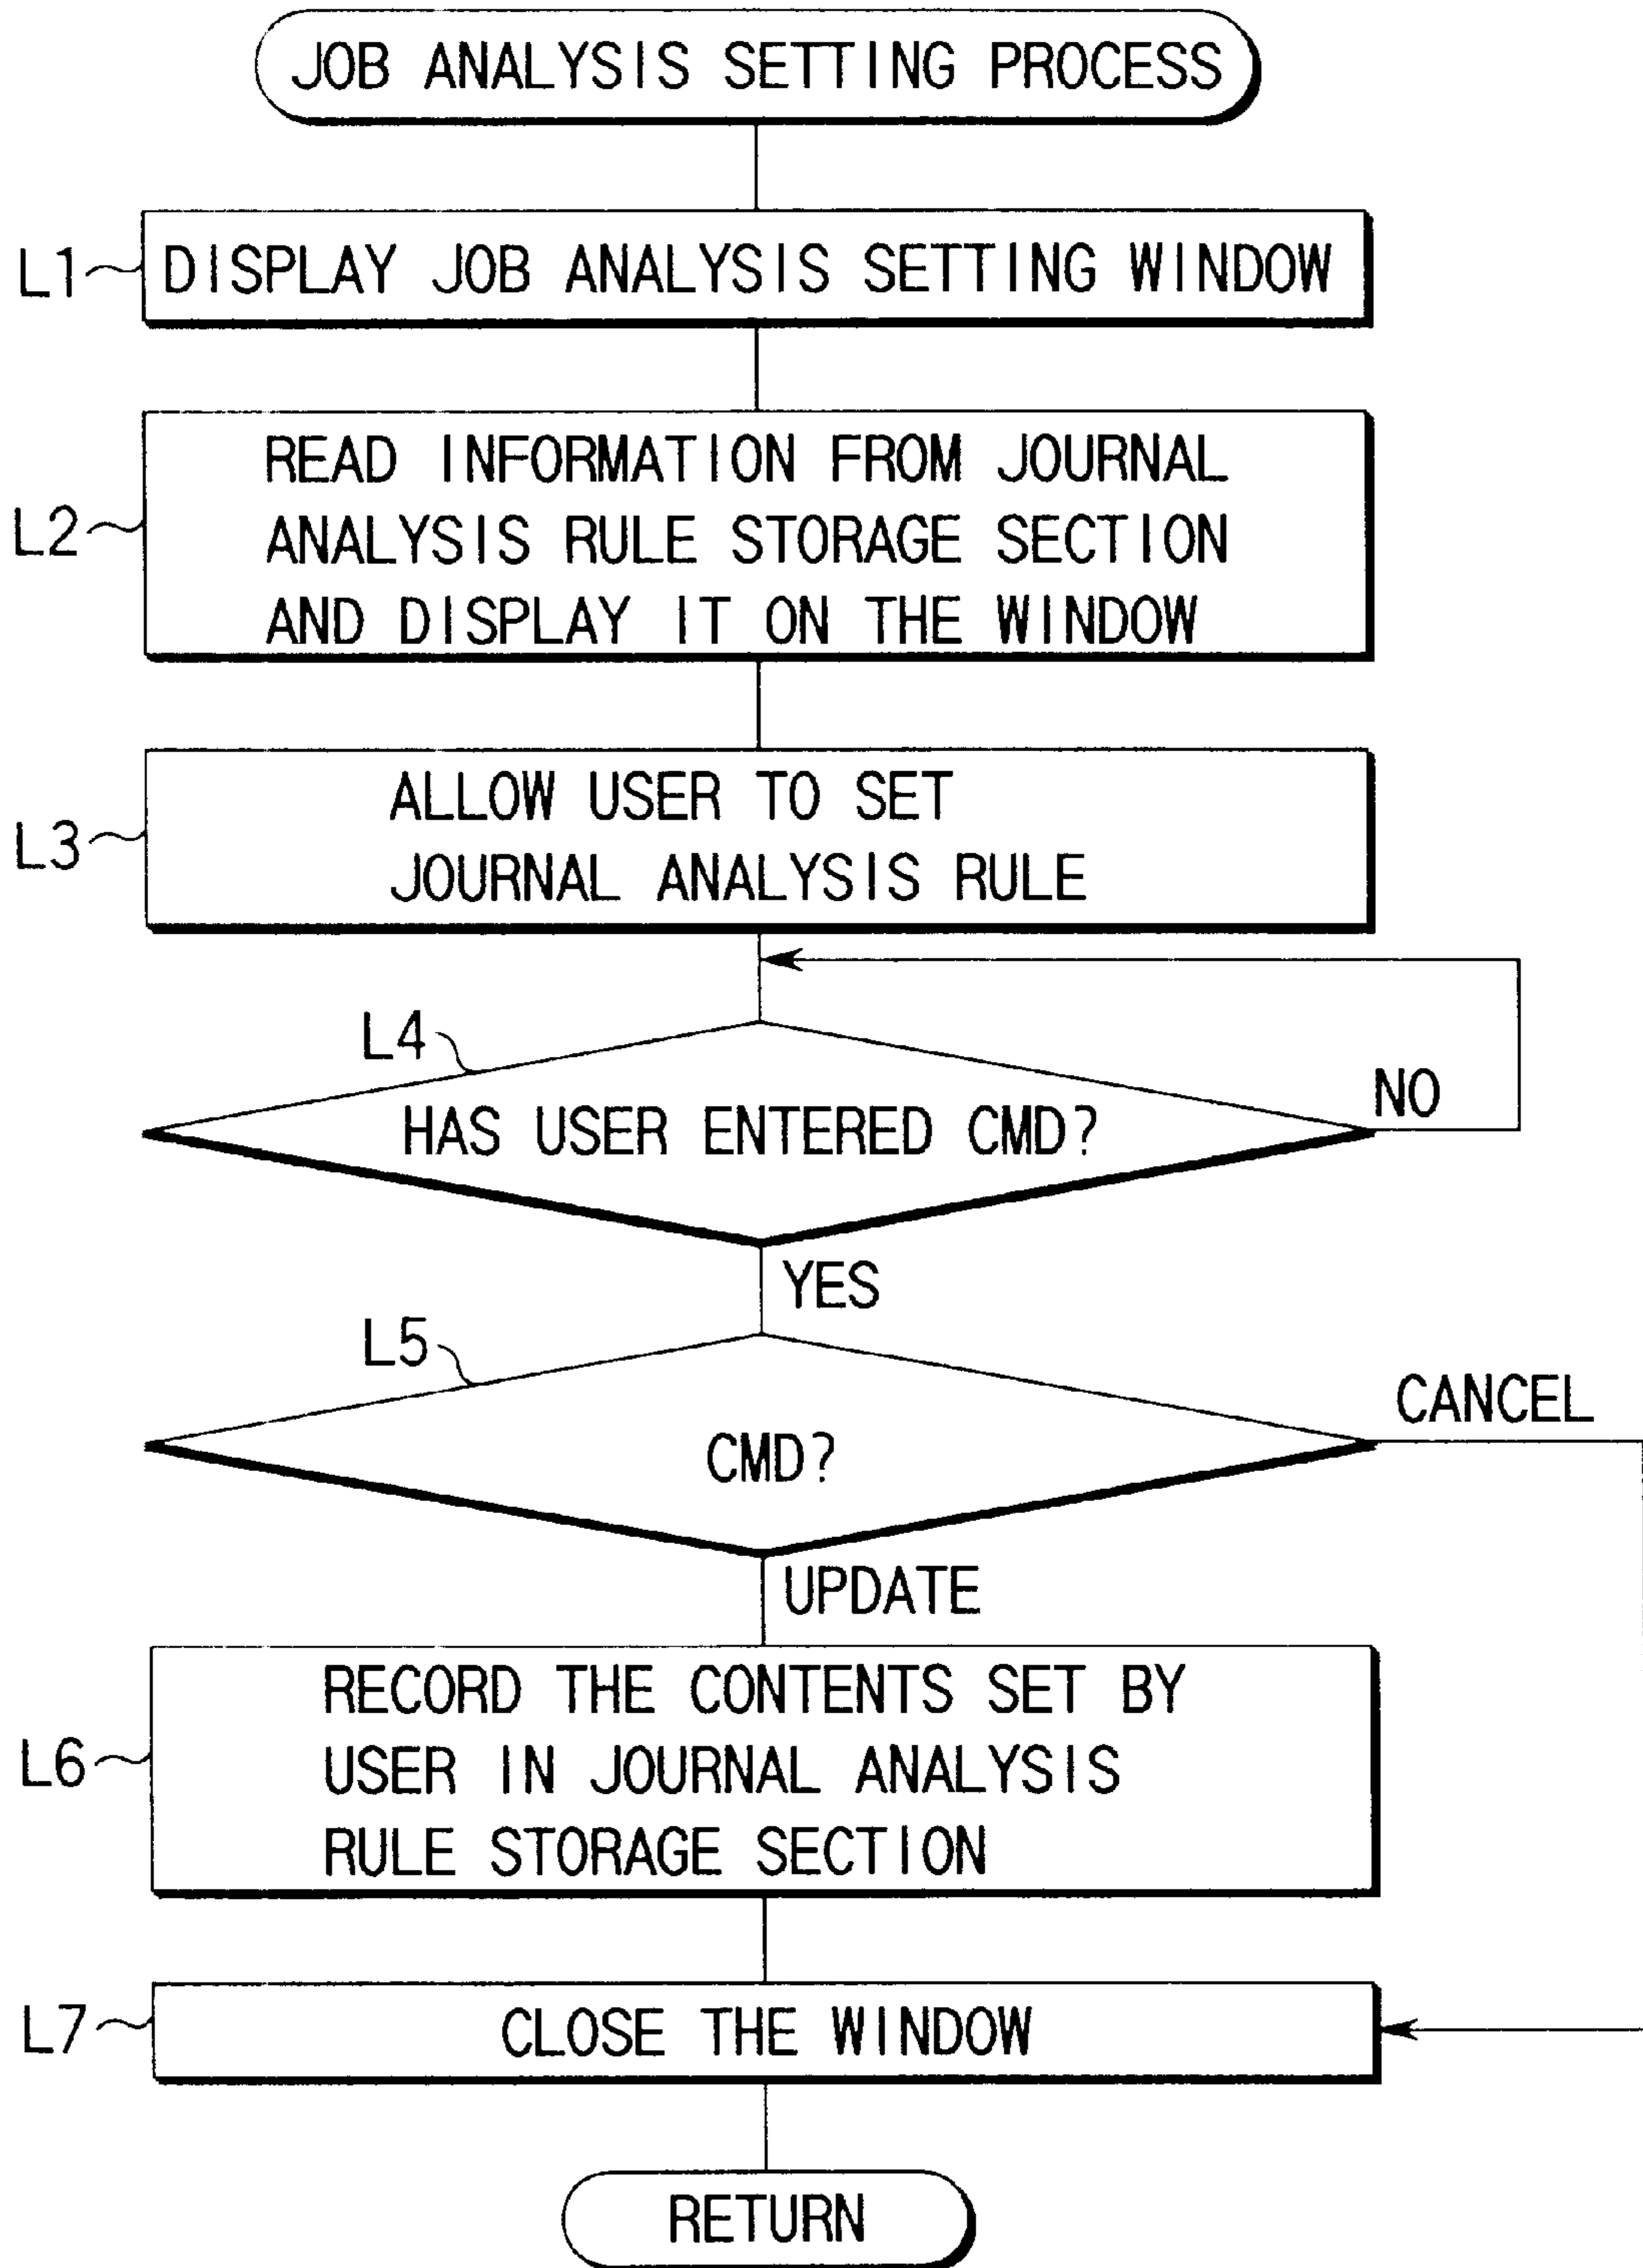 JOB ANALYSIS SETTING PROCESS
L1
DISPLAY JOB ANALYSIS SETTING WINDOW
L2
READ INFORMATION FROM JOURNAL
ANALYSIS RULE STORAGE SECTION
AND DISPLAY IT ON THE WINDOW
L3
ALLOW USER TO SET
JOURNAL ANALYSIS RULE
L4
HAS USER ENTERED CMD?
NO
YES
L5
CMD?
CANCEL
UPDATE
L6
RECORD THE CONTENTS SET BY
USER IN JOURNAL ANALYSIS
RULE STORAGE SECTION
L7
CLOSE THE WINDOW
RETURN